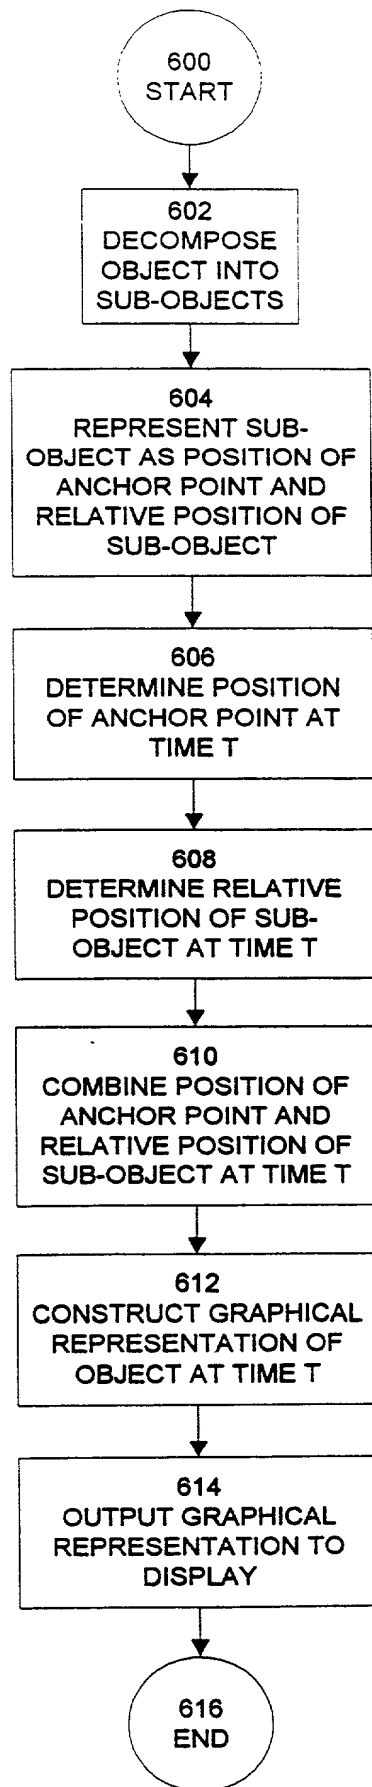 600
START
602
DECOMPOSE
OBJECT INTO
SUB-OBJECTS
604
REPRESENT SUB-
OBJECT AS POSITION OF
ANCHOR POINT AND
RELATIVE POSITION OF
SUB-OBJECT
606
DETERMINE POSITION
OF ANCHOR POINT AT
TIME T
608
DETERMINE RELATIVE
POSITION OF SUB-
OBJECT AT TIME T
610
COMBINE POSITION OF
ANCHOR POINT AND
RELATIVE POSITION OF
SUB-OBJECT AT TIME T
612
CONSTRUCT GRAPHICAL
REPRESENTATION OF
OBJECT AT TIME T
614
OUTPUT GRAPHICAL
REPRESENTATION TO
DISPLAY
616
END